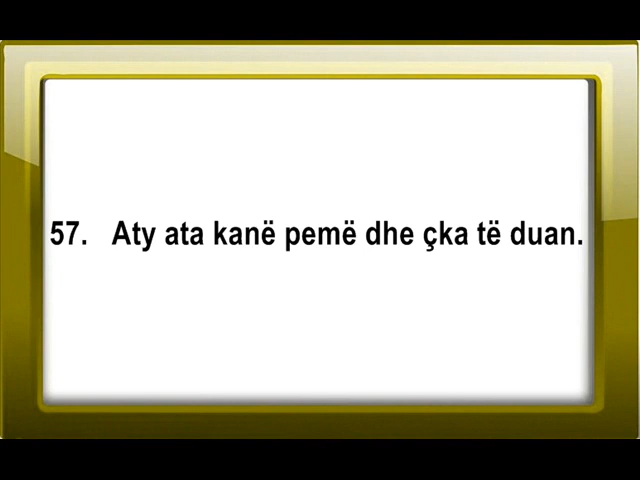 57. Aty ata kanë pemë dhe çka të duan.